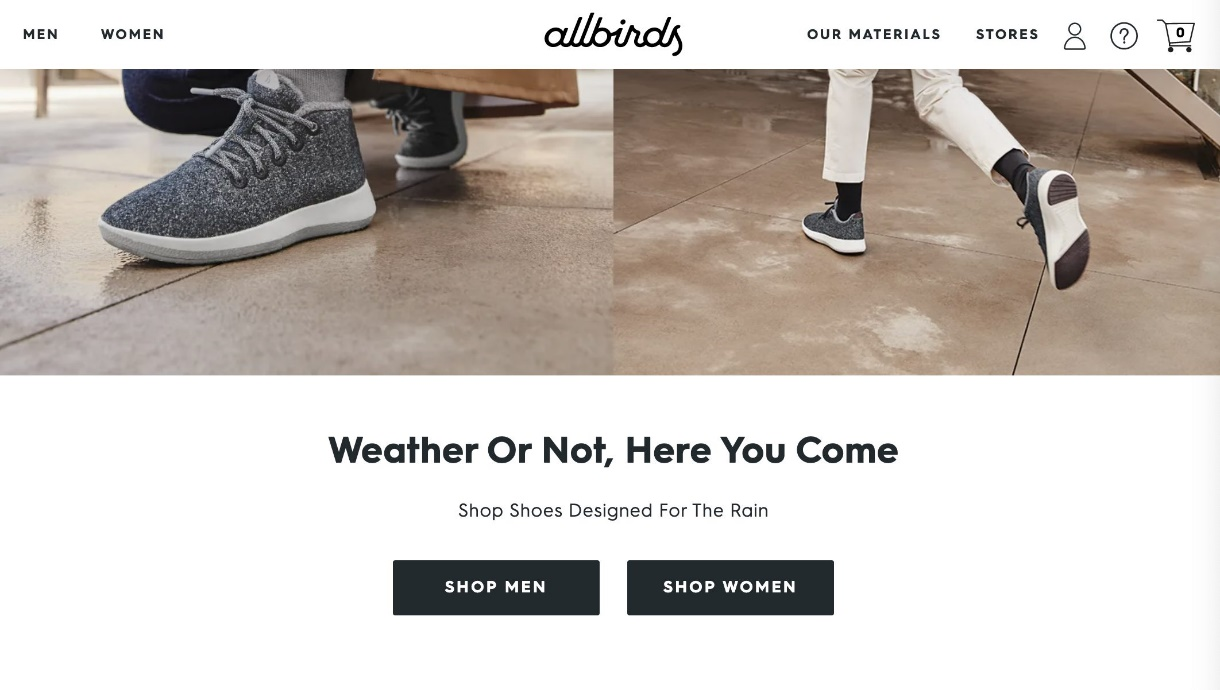 MEN
WOMEN
allbirds
OUR MATERIALS
STORES
?
0
Weather Or Not, Here You Come
Shop Shoes Designed For The Rain
SHOP MEN
SHOP WOMEN